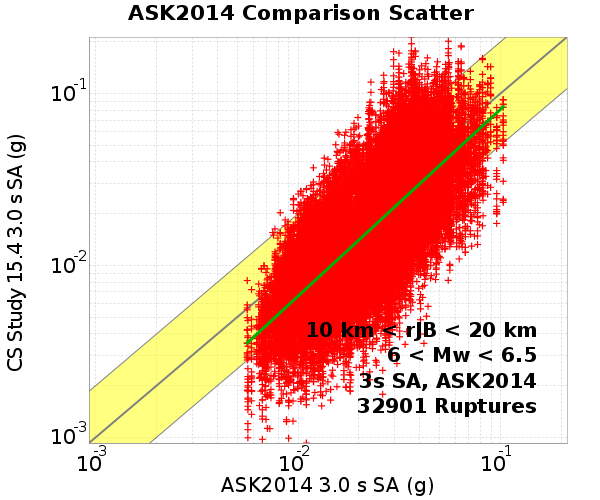 ASK2014 Comparison Scatter
CS Study 15.4 3.0 s SA (g)
10-1
10-2
10-3
10 km < rJB < 20 km
6 < Mw < 6.5
3s SA, ASK2014
32901 Ruptures
10-3 10-2 10-1
ASK2014 3.0 s SA (g)